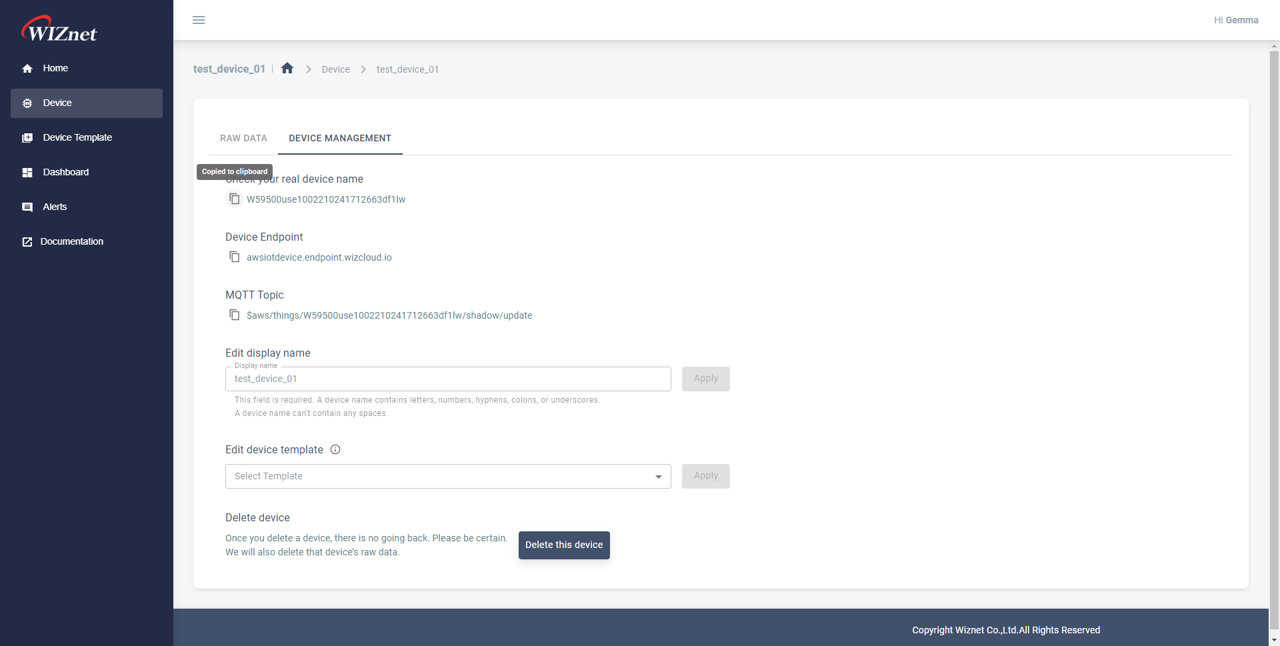 WIZnet
Hi Gemma
Home
Device
Device Template
Dashboard
Alerts
Documentation
test_device_01 | Device test_device_01
RAW DATA DEVICE MANAGEMENT
Copied to clipboard
Check your real device name
W59500use1002210241712663df1lw
Device Endpoint
awsiotdevice.endpoint.wizcloud.io
MQTT Topic
$aws/things/W59500use1002210241712663df1lw/shadow/update
Edit display name
Display name
test_device_01 Apply
This field is required. A device name contains letters, numbers, hyphens, colons, or underscores.
A device name can't contain any spaces.
Edit device template
Select Template Apply
Delete device
Once you delete a device, there is no going back. Please be certain.
We will also delete that device's raw data.
Delete this device
Copyright Wiznet Co.,Ltd.All Rights Reserved